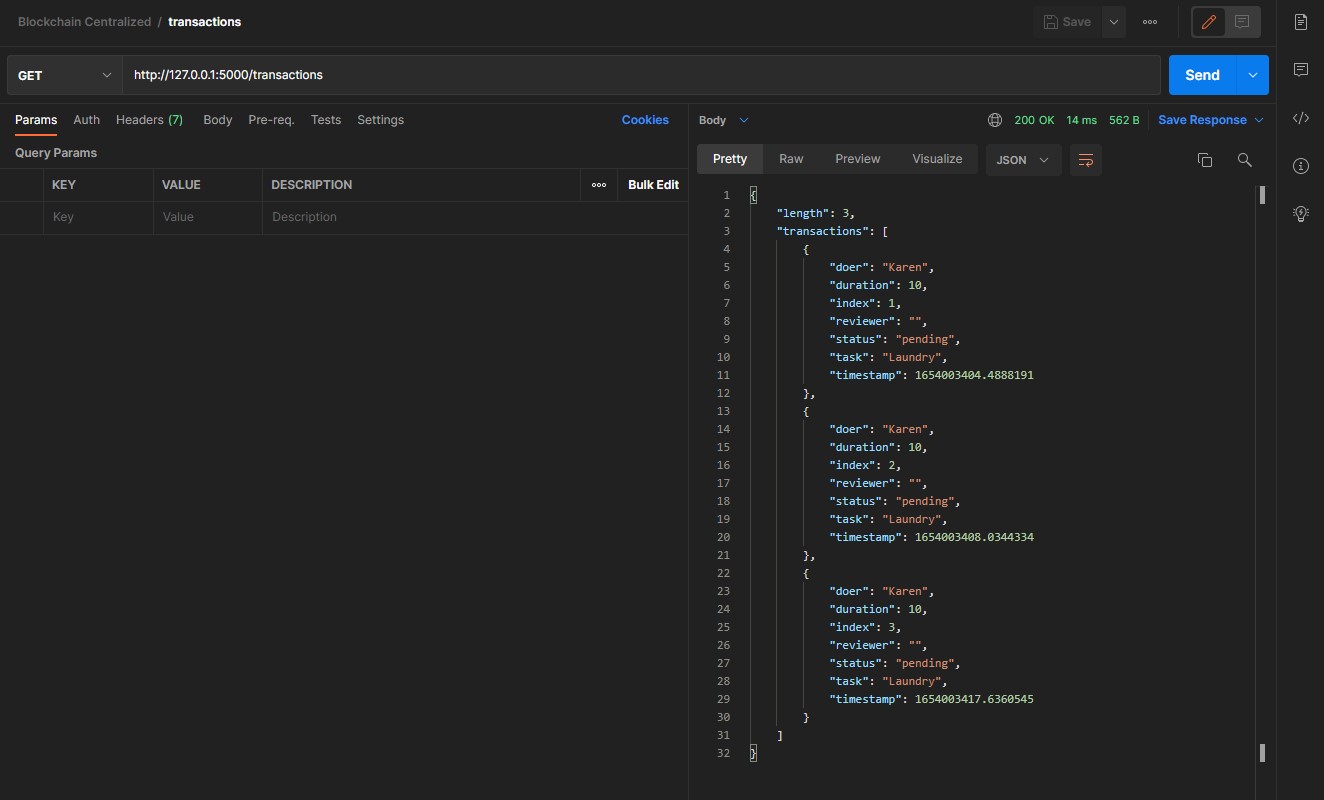 Blockchain Centralized / transactions
Save
GET
http://127.0.0.1:5000/transactions
Send
Params Auth Headers (7) Body Pre-req. Tests Settings Cookies
Query Params
KEY VALUE DESCRIPTION Bulk Edit
Key Value Description
Body 200 OK 14 ms 562 B Save Response
Pretty Raw Preview Visualize JSON
1 {
2 "length": 3,
3 "transactions": [
4 {
5 "doer": "Karen",
6 "duration": 10,
7 "index": 1,
8 "reviewer": "",
9 "status": "pending",
10 "task": "Laundry",
11 "timestamp": 1654003404.4888191
12 },
13 {
14 "doer": "Karen",
15 "duration": 10,
16 "index": 2,
17 "reviewer": "",
18 "status": "pending",
19 "task": "Laundry",
20 "timestamp": 1654003408.0344334
21 },
22 {
23 "doer": "Karen",
24 "duration": 10,
25 "index": 3,
26 "reviewer": "",
27 "status": "pending",
28 "task": "Laundry",
29 "timestamp": 1654003417.6360545
30 }
31 ]
32 }